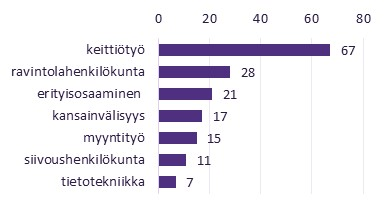 0 20 40 60 80
keittiötyö 67
ravintolahenkilökunta 28
erityisosaaminen 21
kansainvälisyys 17
myyntityö 15
siivoushenkilökunta 11
tietotekniikka 7